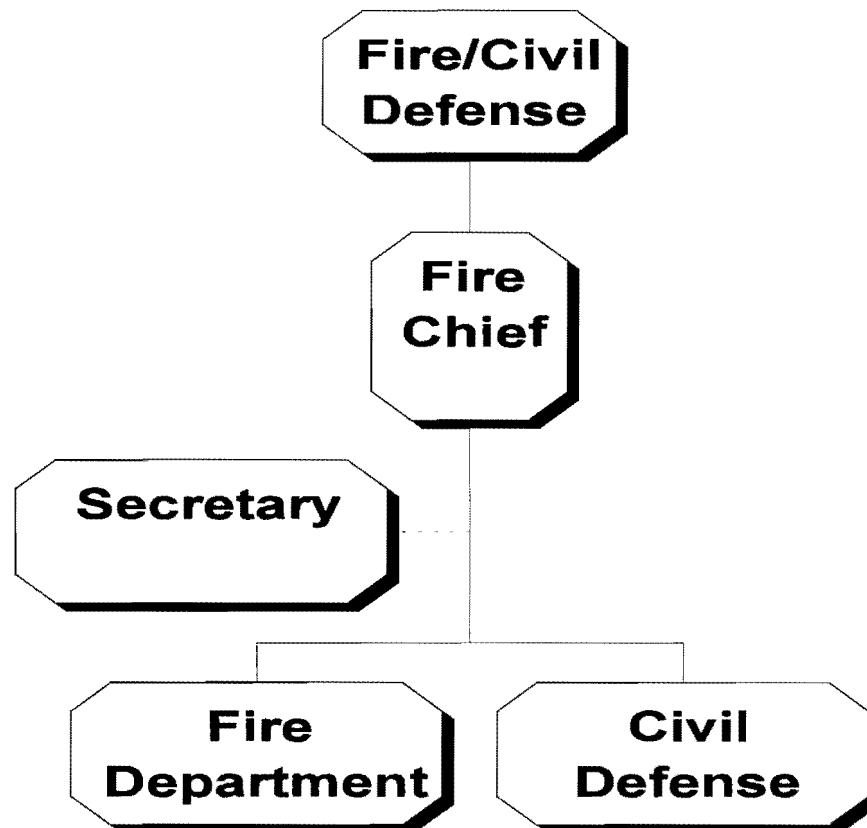 Fire/Civil
Defense
Fire
Chief
Secretary
Fire
Department
Civil
Defense